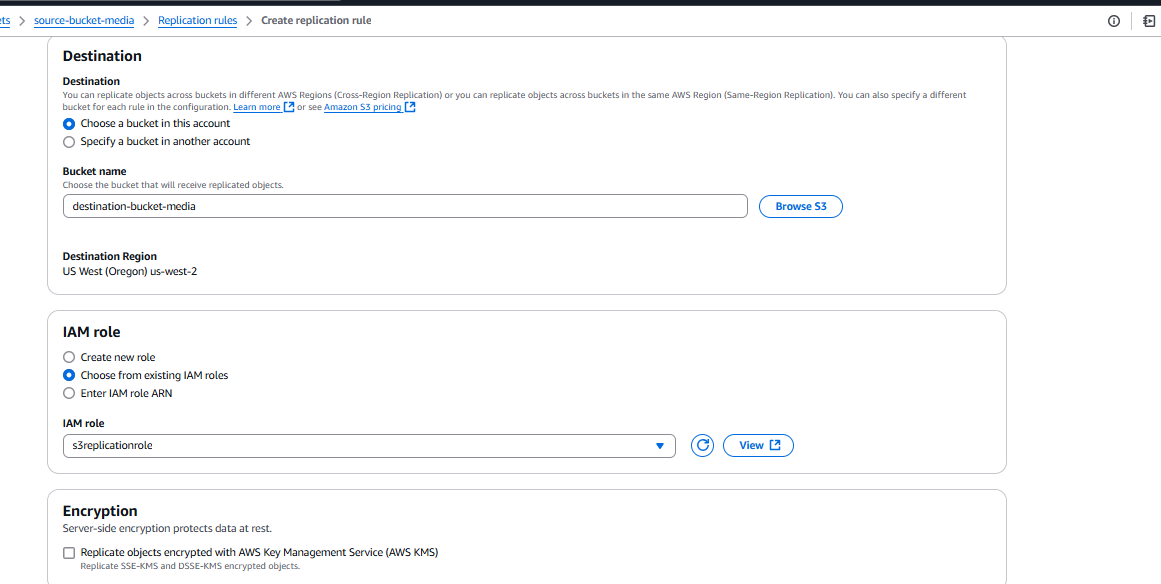 source-bucket-media > Replication rules > Create replication rule
Destination
Destination
You can replicate objects across buckets in different AWS Regions (Cross-Region Replication) or you can replicate objects across buckets in the same AWS Region (Same-Region Replication). You can also specify a different
bucket for each rule in the configuration. Learn more or see Amazon S3 pricing
Choose a bucket in this account
Specify a bucket in another account
Bucket name
Choose the bucket that will receive replicated objects.
destination-bucket-media
Browse S3
Destination Region
US West (Oregon) us-west-2
IAM role
Create new role
Choose from existing IAM roles
Enter IAM role ARN
IAM role
s3replicationrole
View
Encryption
Server-side encryption protects data at rest.
Replicate objects encrypted with AWS Key Management Service (AWS KMS)
Replicate SSE-KMS and DSSE-KMS encrypted objects.